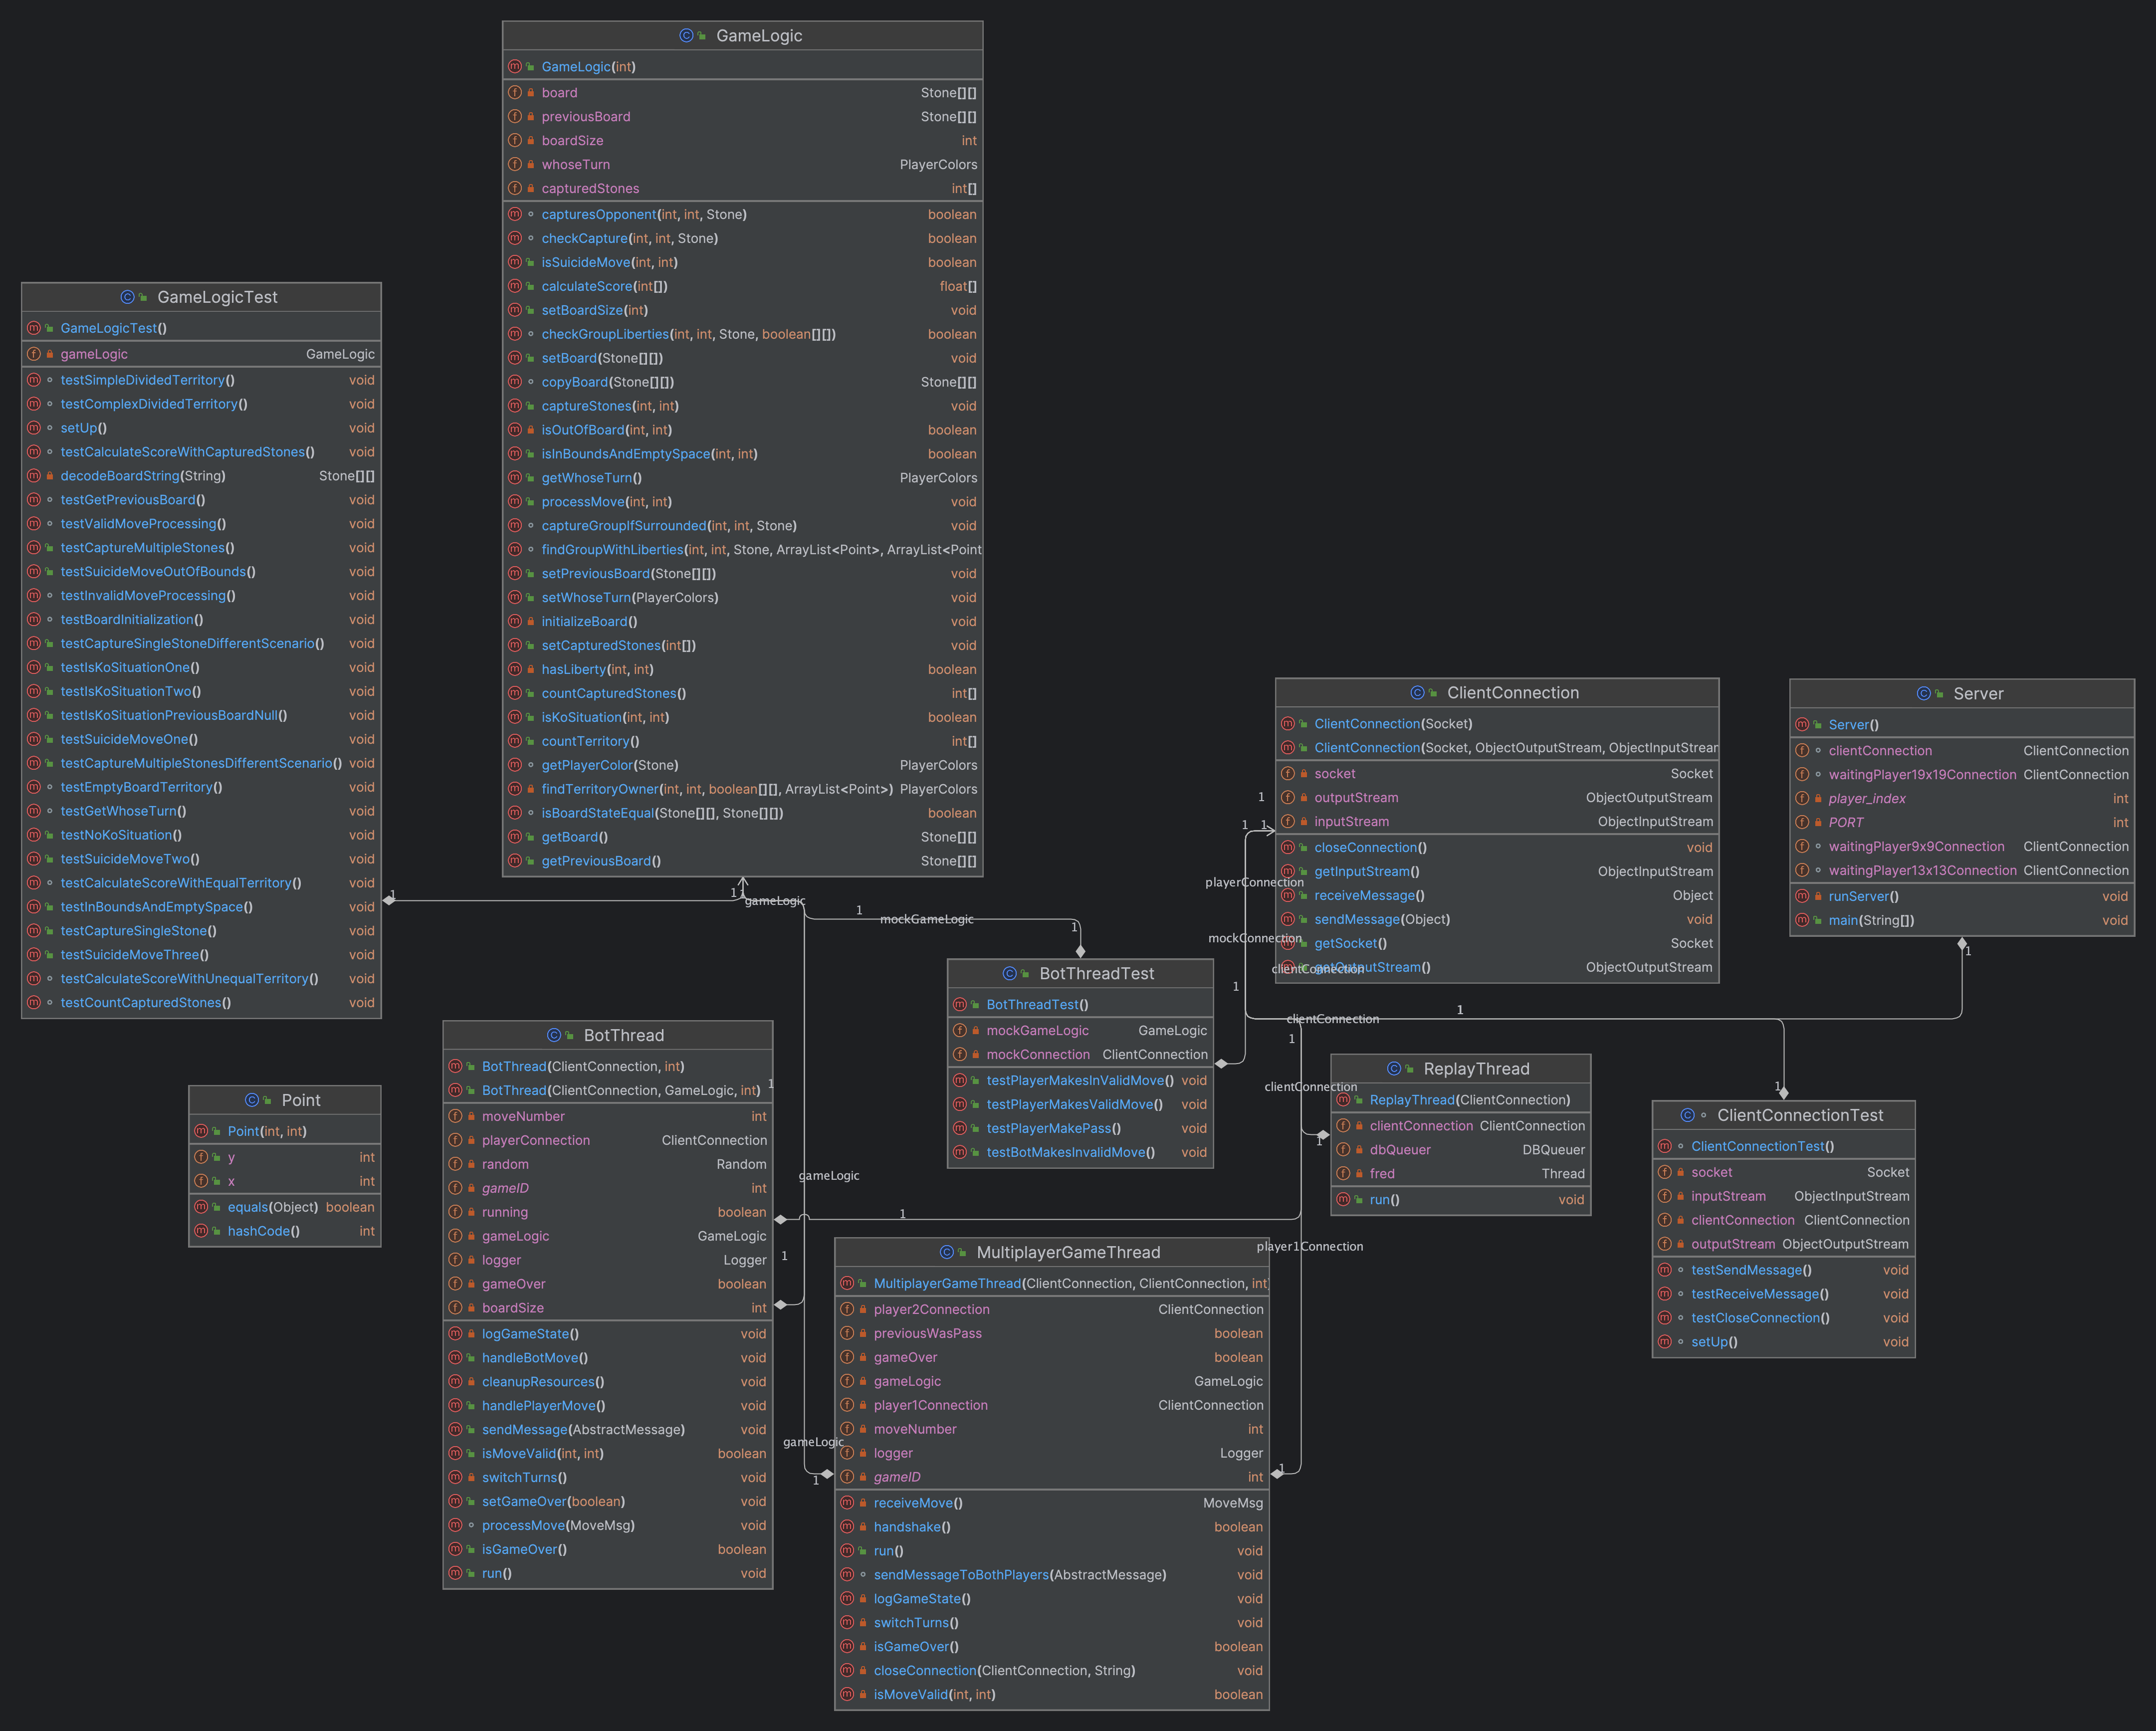 GameLogic
GameLogic(int)
board Stone[][]
previousBoard Stone[][]
boardSize int
whoseTurn PlayerColors
capturedStones int[]
capturesOpponent(int, int, Stone) boolean
checkCapture(int, int, Stone) boolean
isSuicideMove(int, int) boolean
calculateScore(int[]) float[]
setBoardSize(int) void
checkGroupLiberties(int, int, Stone, boolean[][]) boolean
setBoard(Stone[][]) void
copyBoard(Stone[][]) Stone[][]
captureStones(int, int) void
isOutOfBoard(int, int) boolean
isInBoundsAndEmptySpace(int, int) boolean
getWhoseTurn() PlayerColors
processMove(int, int) void
captureGroupIfSurrounded(int, int, Stone) void
findGroupWithLiberties(int, int, Stone, ArrayList<Point>, ArrayList<Point
setPreviousBoard(Stone[][]) void
setWhoseTurn(PlayerColors) void
initializeBoard() void
setCapturedStones(int[]) void
hasLiberty(int, int) boolean
countCapturedStones() int[]
isKoSituation(int, int) boolean
countTerritory() int[]
getPlayerColor(Stone) PlayerColors
findTerritoryOwner(int, int, boolean[][], ArrayList<Point>) PlayerColors
isBoardStateEqual(Stone[][], Stone[][]) boolean
getBoard() Stone[][]
getPreviousBoard() Stone[][]
GameLogicTest
GameLogicTest()
gameLogic GameLogic
testSimpleDividedTerritory() void
testComplexDividedTerritory() void
setUp() void
testCalculateScoreWithCapturedStones() void
decodeBoardString(String) Stone[][]
testGetPreviousBoard() void
testValidMoveProcessing() void
testCaptureMultipleStones() void
testSuicideMoveOutOfBounds() void
testInvalidMoveProcessing() void
testBoardInitialization() void
testCaptureSingleStoneDifferentScenario() void
testIsKoSituationOne() void
testIsKoSituationTwo() void
testIsKoSituationPreviousBoardNull() void
testSuicideMoveOne() void
testCaptureMultipleStonesDifferentScenario() void
testEmptyBoardTerritory() void
testGetWhoseTurn() void
testNoKoSituation() void
testSuicideMoveTwo() void
testCalculateScoreWithEqualTerritory() void
testInBoundsAndEmptySpace() void
testCaptureSingleStone() void
testSuicideMoveThree() void
testCalculateScoreWithUnequalTerritory() void
testCountCapturedStones() void
ClientConnection
ClientConnection(Socket)
ClientConnection(Socket, ObjectOutputStream, ObjectInputStrear
socket Socket
outputStream ObjectOutputStream
inputStream ObjectInputStream
closeConnection() void
getInputStream() ObjectInputStream
receiveMessage() Object
sendMessage(Object) void
getSocket() Socket
getOutputStream() ObjectOutputStream
Server
Server()
clientConnection ClientConnection
waitingPlayer19x19Connection ClientConnection
player_index int
PORT int
waitingPlayer9x9Connection ClientConnection
waitingPlayer13x13Connection ClientConnection
runServer() void
main(String[]) void
1
1
1
gameLogic
1
mockGameLogic
1
1
1
1
playerConnection
mockConnection
clientConnection
1
1
clientConnection
1
1
clientConnection
1
1
BotThreadTest
BotThreadTest()
mockGameLogic GameLogic
mockConnection ClientConnection
testPlayerMakesInValidMove() void
testPlayerMakesValidMove() void
testPlayerMakePass() void
testBotMakesInvalidMove() void
BotThread
BotThread(ClientConnection, int)
BotThread(ClientConnection, GameLogic, int)
moveNumber int
playerConnection ClientConnection
random Random
gameID int
running boolean
gameLogic GameLogic
logger Logger
gameOver boolean
boardSize int
logGameState() void
handleBotMove() void
cleanupResources() void
handlePlayerMove() void
sendMessage(AbstractMessage) void
isMoveValid(int, int) boolean
switchTurns() void
setGameOver(boolean) void
processMove(MoveMsg) void
isGameOver() boolean
run() void
Point
Point(int, int)
y int
x int
equals(Object) boolean
hashCode() int
ReplayThread
ReplayThread(ClientConnection)
clientConnection ClientConnection
dbQueuer DBQueuer
fred Thread
run() void
ClientConnectionTest
ClientConnectionTest()
socket Socket
inputStream ObjectInputStream
clientConnection ClientConnection
outputStream ObjectOutputStream
testSendMessage() void
testReceiveMessage() void
testCloseConnection() void
setUp() void
1
gameLogic
1
1
player1Connection
gameLogic
1
1
MultiplayerGameThread
MultiplayerGameThread(ClientConnection, ClientConnection, int
player2Connection ClientConnection
previousWasPass boolean
gameOver boolean
gameLogic GameLogic
player1Connection ClientConnection
moveNumber int
logger Logger
gameID int
receiveMove() MoveMsg
handshake() boolean
run() void
sendMessageToBothPlayers(AbstractMessage) void
logGameState() void
switchTurns() void
isGameOver() boolean
closeConnection(ClientConnection, String) void
isMoveValid(int, int) boolean